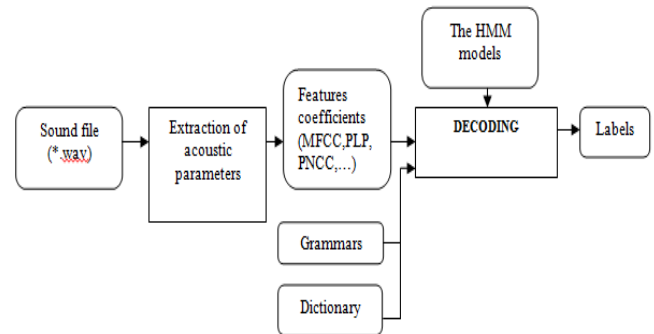 The HMM
models
Sound file
(*.wav)
Extraction of
acoustic
parameters
Features
coefficients
(MFCC,PLP,
PNCC,...)
DECODING
Labels
Grammars
Dictionary